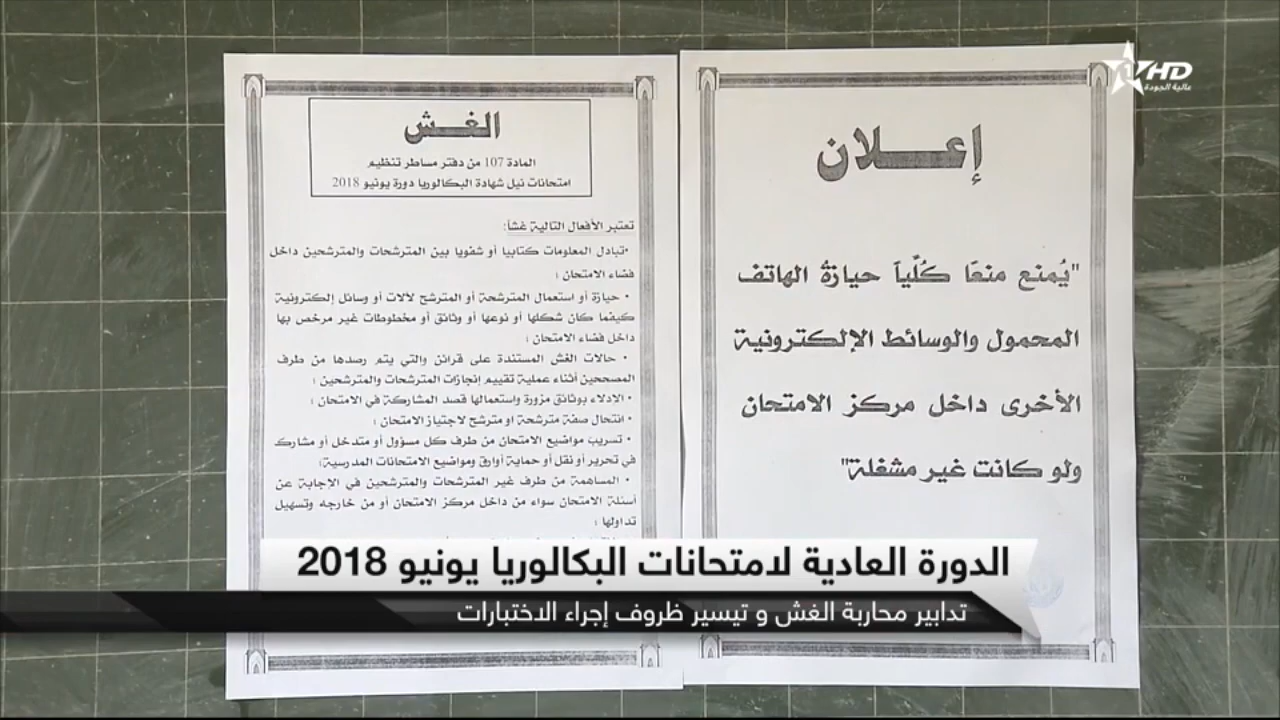 HD
عالية الجودة
إعلان
"يُمنع منعًا كُلّياً حيازةُ الهاتف
المحمول والوسائط الإلكترونية
الأخرى داخل مركز الامتحان
ولو كانت غير مشغلة"
الغش
المادة 107 من دفتر مساطر تنظيم
امتحانات نيل شهادة البكالوريا دورة يونيو 2018
تعتبر الأفعال التالية غشا:
•تبادل المعلومات كتابيا أو شفويا بين المترشحات والمترشحين داخل
فضاء الامتحان ؛
• حيازة أو استعمال المترشحة أو المترشح لآلات أو وسائل إلكترونية
كيفما كان شكلها أو نوعها أو وثائق أو مخطوطات غير مرخص بها
داخل فضاء الامتحان ؛
• حالات الغش المستندة على قرائن والتي يتم رصدها من طرف
المصححين أثناء عملية تقييم إنجازات المترشحات والمترشحين ؛
• الادلاء بوثائق مزورة واستعمالها قصد المشاركة في الامتحان ؛
• انتحال صفة مترشحة او مترشح لاجتياز الامتحان ؛
• تسريب مواضيع الامتحان من طرف كل مسؤول أو متدخل أو مشارك
في تحرير أو نقل أو حماية أوارق ومواضيع الامتحانات المدرسية؛
• المساهمة من طرف غير المترشحات والمترشحين في الإجابة عن
أسئلة الامتحان سواء من داخل مركز الامتحان أو من خارجه وتسهيل
تداولها ؛
الدورة العادية لامتحانات البكالوريا يونيو 2018
تدابير محاربة الغش و تيسير ظروف إجراء الاختبارات